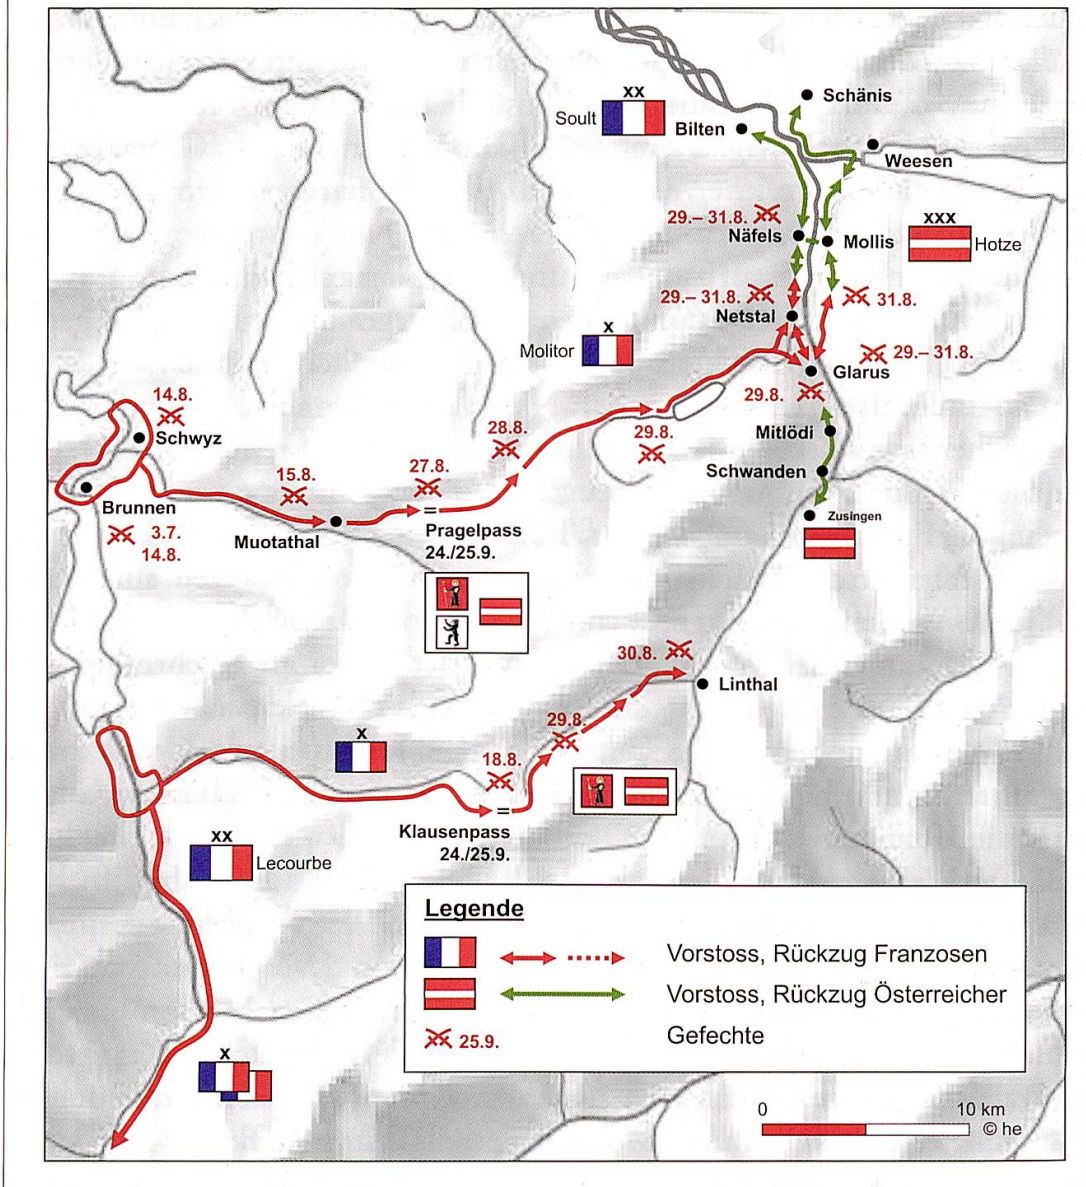 xx
Soult
Schänis
Bilten
Weesen
29.– 31.8.
Näfels
Mollis
xxx
Hotze
29.– 31.8.
Netstal
31.8.
x
Molitor
29.– 31.8.
Glarus
29.8.
14.8.
Schwyz
28.8.
29.8.
Mitlödi
27.8.
15.8.
Schwanden
Brunnen
3.7.
14.8.
Muotathal
=
Pragelpass
24./25.9.
Zusingen
30.8.
Linthal
29.8.
x
18.8.
=
Klausenpass
24./25.9.
xx
Lecourbe
Legende
Vorstoss, Rückzug Franzosen
Vorstoss, Rückzug Österreicher
25.9.
Gefechte
x
0
10 km
© he